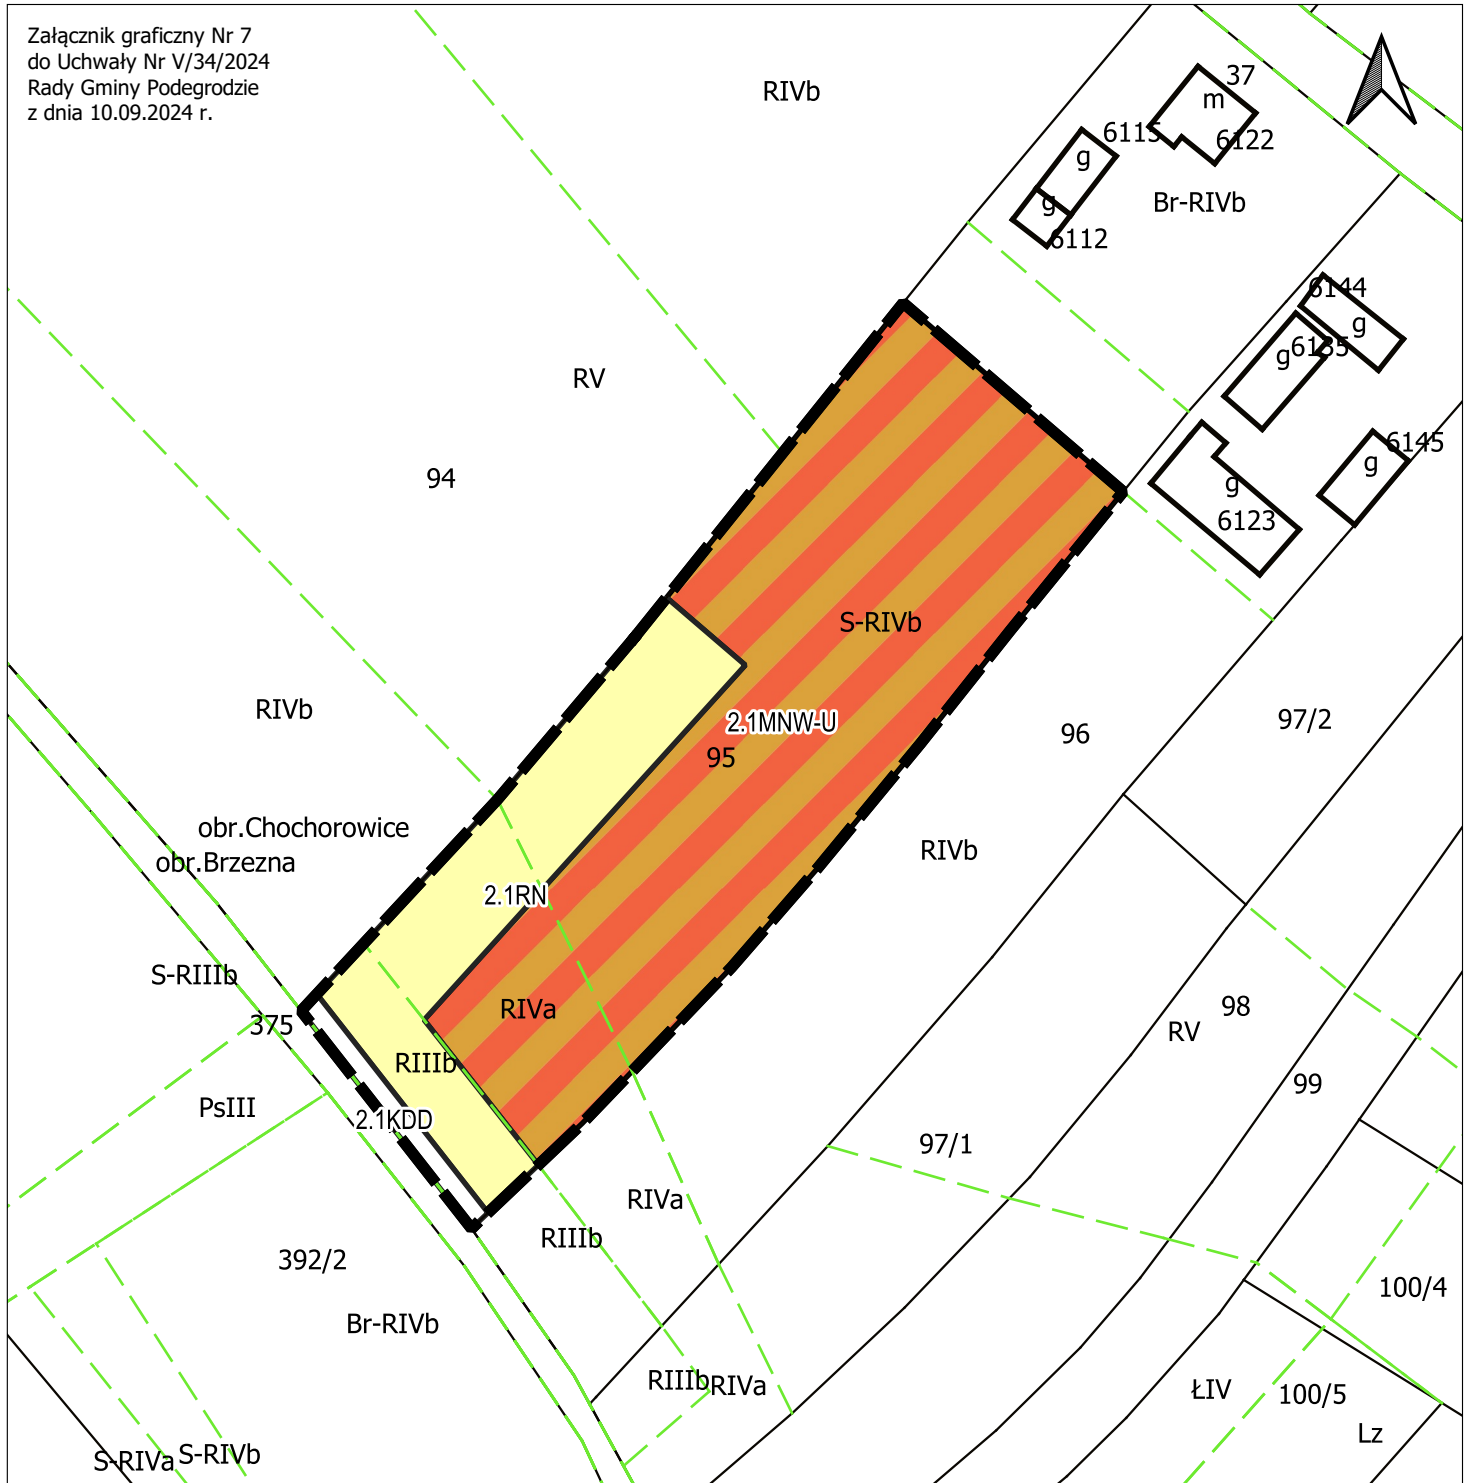 Załącznik graficzny Nr 7
do Uchwały Nr V/34/2024
Rady Gminy Podegrodzie
z dnia 10.09.2024 r.
RIVb
37
m
6113
6122
g
g
6112
Br-RIVb
6144
g
6135
g
RV
94
6145
g
g
6123
S-RIVb
RIVb
2.1MNW-U
95
96
97/2
obr.Chochorowice
obr.Brzezna
RIVb
2.1RN
S-RIIIb
375
RIVa
98
RV
RIIIb
99
PsIII
2.1KDD
97/1
RIVa
RIIIb
392/2
100/4
Br-RIVb
RIIIb
RIVa
ŁIV
100/5
Lz
S-RIVa
S-RIVb